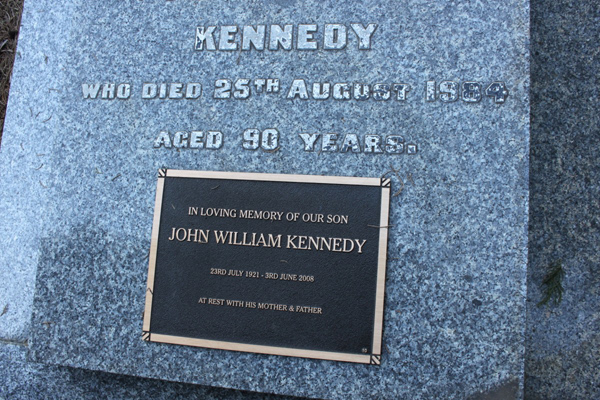 KENNEDY
WHO DIED 25TH AUGUST 1984
AGED 90 YEARS.
IN LOVING MEMORY OF OUR SON
JOHN WILLIAM KENNEDY
23RD JULY 1921 - 3RD JUNE 2008
AT REST WITH HIS MOTHER & FATHER